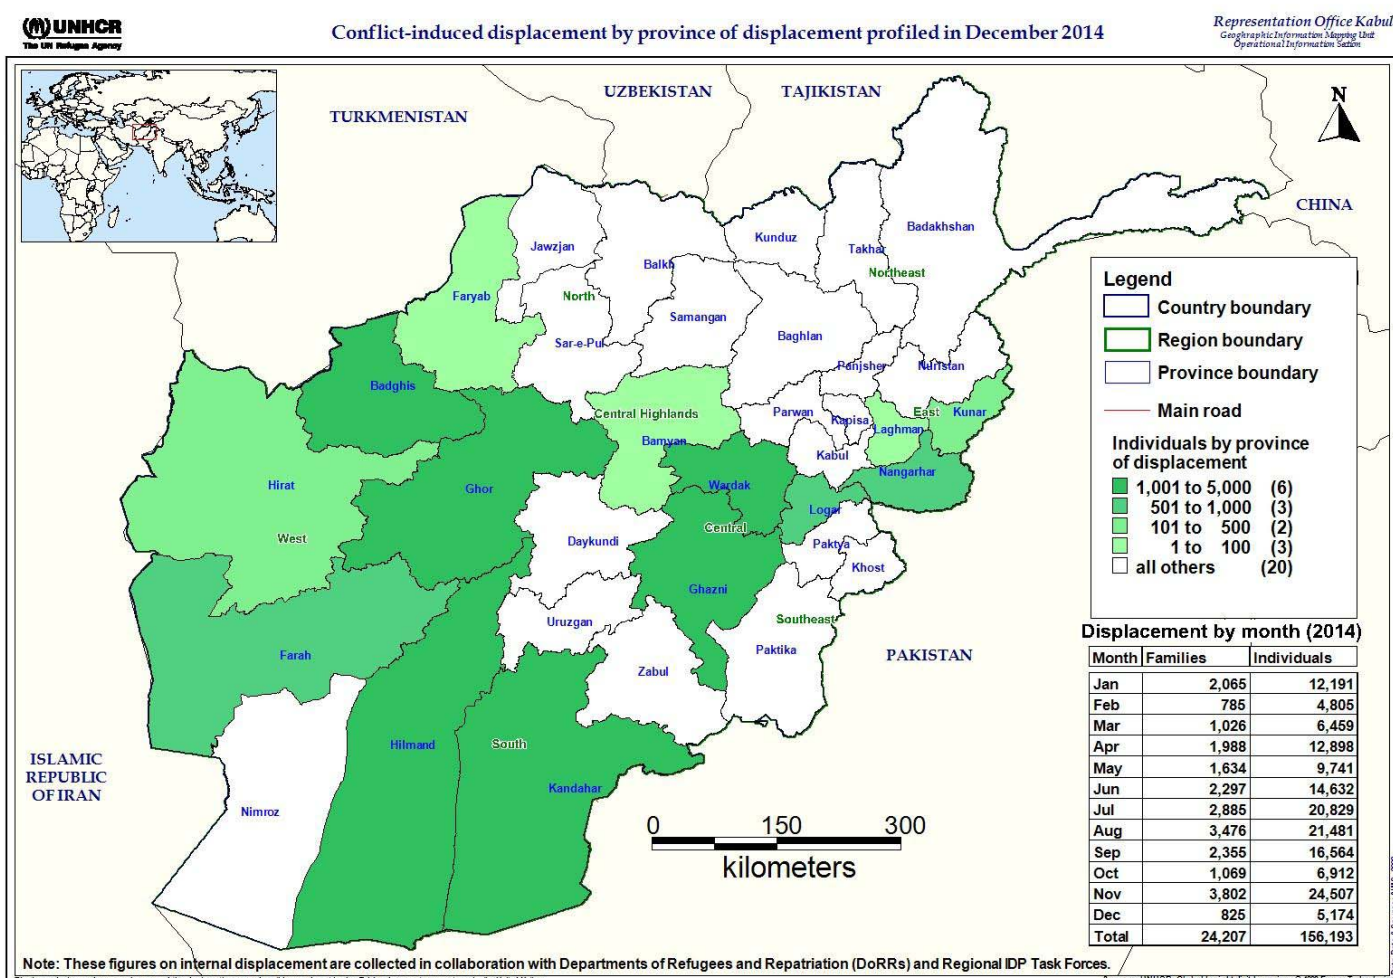 UNHCR
The UN Refugee Agency
Conflict-induced displacement by province of displacement profiled in December 2014
Representation Office Kabul
Geoghraphic Information Mapping Unit
Operational Information Section
UZBEKISTAN
TAJIKISTAN
TURKMENISTAN
N
CHINA
Badakhshan
Kunduz
Jawzjan
Takhar
Balkh
Northeast
Faryab
North
Samangan
Baghlan
Sar-e-Pul
Panjsher
Nuristan
Badghis
Central Highlands
Parwan
Kapisa
East
Kunar
Laghman
Bamyan
Kabul
Nangarhar
Hirat
Ghor
Wardak
Logar
West
Central
Daykundi
Paktya
Khost
Ghazni
Uruzgan
Southeast
Farah
Zabul
Paktika
PAKISTAN
Hilmand
South
ISLAMIC
REPUBLIC
OF IRAN
Kandahar
Nimroz
0 150 300
kilometers
Legend
Country boundary
Region boundary
Province boundary
Main road
Individuals by province
of displacement
1,001 to 5,000 (6)
501 to 1,000 (3)
101 to 500 (2)
1 to 100 (3)
all others (20)
Displacement by month (2014)
Month Families Individuals
Jan 2,065 12,191
Feb 785 4,805
Mar 1,026 6,459
Apr 1,988 12,898
May 1,634 9,741
Jun 2,297 14,632
Jul 2,885 20,829
Aug 3,476 21,481
Sep 2,355 16,564
Oct 1,069 6,912
Nov 3,802 24,507
Dec 825 5,174
Total 24,207 156,193
Note: These figures on internal displacement are collected in collaboration with Departments of Refugees and Repatriation (DoRRs) and Regional IDP Task Forces.